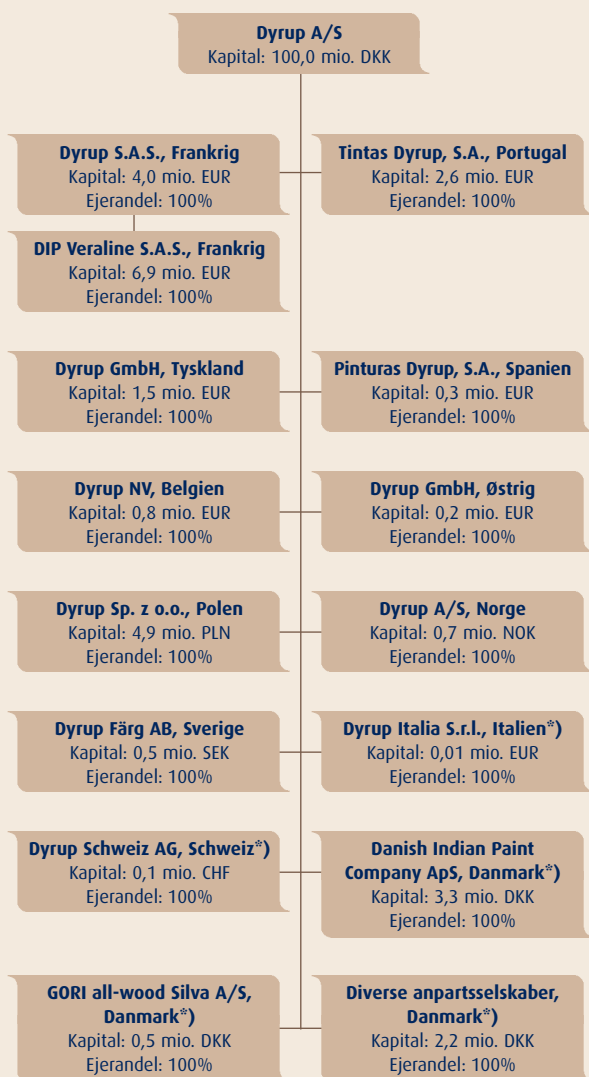 Dyrup A/S
Kapital: 100,0 mio. DKK
Dyrup S.A.S., Frankrig
Kapital: 4,0 mio. EUR
Ejerandel: 100%
Tintas Dyrup, S.A., Portugal
Kapital: 2,6 mio. EUR
Ejerandel: 100%
DIP Veraline S.A.S., Frankrig
Kapital: 6,9 mio. EUR
Ejerandel: 100%
Dyrup GmbH, Tyskland
Kapital: 1,5 mio. EUR
Ejerandel: 100%
Pinturas Dyrup, S.A., Spanien
Kapital: 0,3 mio. EUR
Ejerandel: 100%
Dyrup NV, Belgien
Kapital: 0,8 mio. EUR
Ejerandel: 100%
Dyrup GmbH, Østrig
Kapital: 0,2 mio. EUR
Ejerandel: 100%
Dyrup Sp. z o.o., Polen
Kapital: 4,9 mio. PLN
Ejerandel: 100%
Dyrup A/S, Norge
Kapital: 0,7 mio. NOK
Ejerandel: 100%
Dyrup Färg AB, Sverige
Kapital: 0,5 mio. SEK
Ejerandel: 100%
Dyrup Italia S.r.l., Italien*)
Kapital: 0,01 mio. EUR
Ejerandel: 100%
Dyrup Schweiz AG, Schweiz*)
Kapital: 0,1 mio. CHF
Ejerandel: 100%
Danish Indian Paint
Company ApS, Danmark*)
Kapital: 3,3 mio. DKK
Ejerandel: 100%
GORI all-wood Silva A/S,
Danmark*)
Kapital: 0,5 mio. DKK
Ejerandel: 100%
Diverse anpartsselskaber,
Danmark*)
Kapital: 2,2 mio. DKK
Ejerandel: 100%